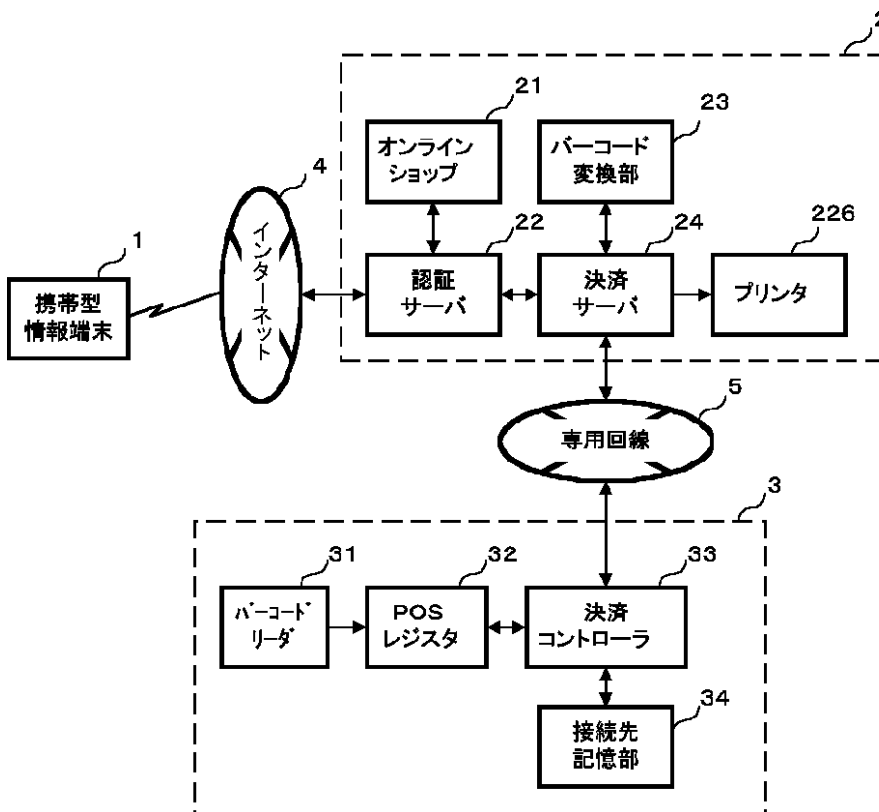 2
21
23
オンライン
ショップ
バーコード
変換部
4
22
24
226
1
インターネット
認証
サーバ
決済
サーバ
プリンタ
携帯型
情報端末
5
専用回線
3
31
32
33
バーコード
リーダ
POS
レジスタ
決済
コントローラ
34
接続先
記憶部